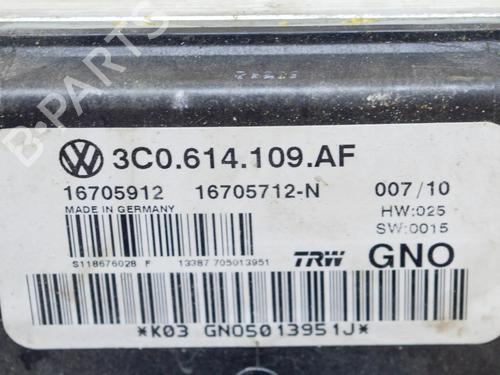 B-PARTS
3C0.614.109.AF
16705912 16705712-N 007/10
MADE IN GERMANY
HW:025
SW:0015
S118676028 F 13387 705013951
TRW GNO
*K03 GNO5013951J*